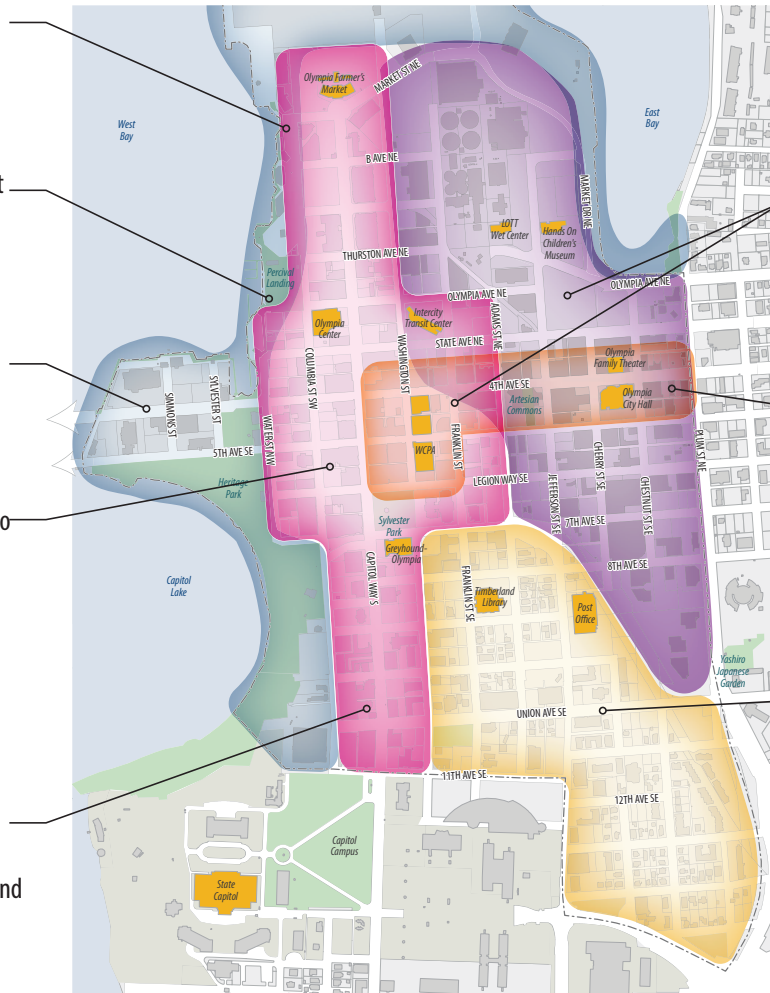 Olympia Farmer's
Market
MARKET ST NE
West
Bay
East
Bay
B AVE NE
t
MARKET DRIVE
LOTT
Wet Center
Hands On
Children's
Museum
THURSTON AVE NE
Percival
Landing
OLYMPIA AVE NE
OLYMPIA AVE NE
Intercity
Transit Center
ADAMS ST NE
Olympia
Center
STATE AVE NE
WASHINGTON ST
COLUMBIA ST SW
Olympia
Family Theater
4TH AVE SE
Artesian
Commons
Olympia
City Hall
SYLVESTER ST
SIMMONS ST
WATER ST NW
FRANKLIN ST
WCPA
PLUM ST NE
5TH AVE SE
CHERRY ST SE
Heritage
Park
LEGION WAY SE
JEFFERSON ST SE
CHESTNUT ST SE
o
Sylvester
Park
7TH AVE SE
Greyhound-
Olympia
CAPITOL WAY S
8TH AVE SE
Capitol
Lake
FRANKLIN ST SE
Timberland
Library
Post
Office
Yashiro
Japanese
Garden
UNION AVE SE
11TH AVE SE
12TH AVE SE
Capitol
Campus
State
Capitol
nd